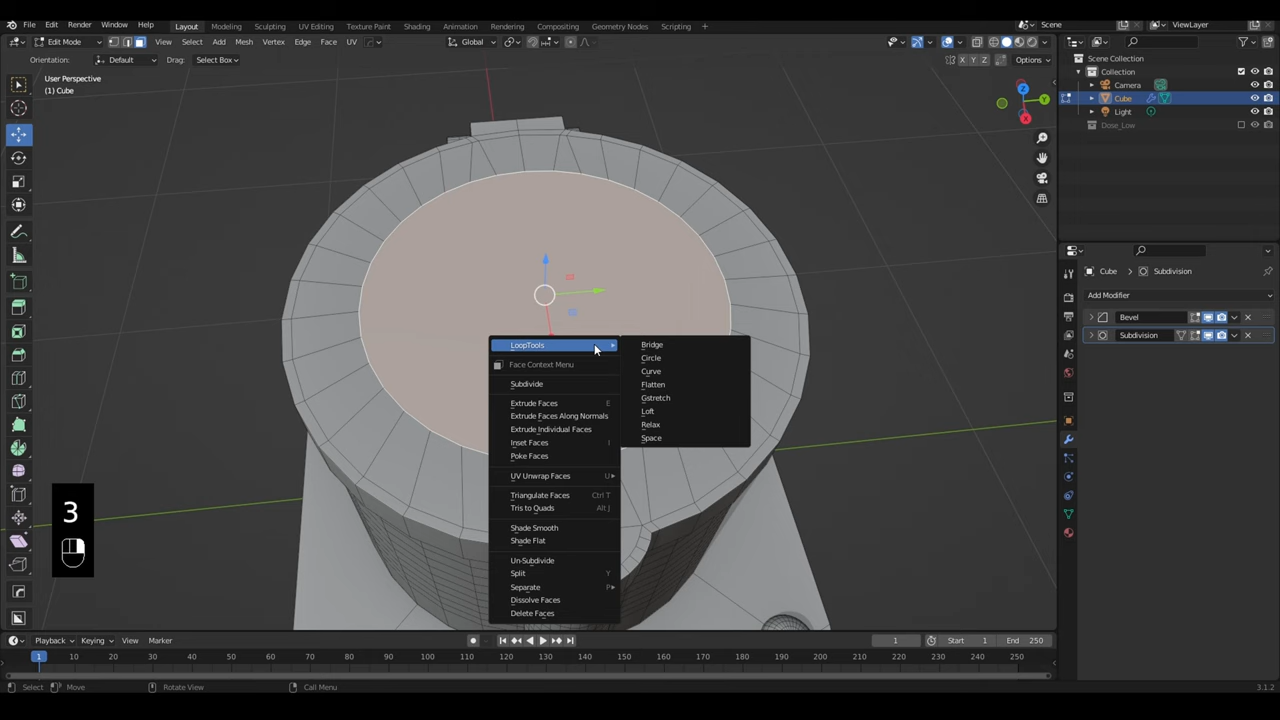 File Edit Render Window Help Layout Modeling Sculpting UV Editing Texture Paint Shading Animation Rendering Compositing Geometry Nodes Scripting Scene ViewLayer
Edit Mode View Select Add Mesh Vertex Edge Face UV Global
Orientation: Default Drag: Select Box X Y Z Options
User Perspective
(1) Cube
Z
Y
X
Scene Collection
Collection
Camera
Cube
Light
Dose_Low
Cube Subdivision
Add Modifier
Bevel
Subdivision
LoopTools
Face Context Menu
Subdivide
Extrude Faces E
Extrude Faces Along Normals
Extrude Individual Faces
Inset Faces I
Poke Faces
UV Unwrap Faces U
Triangulate Faces Ctrl T
Tris to Quads Alt J
Shade Smooth
Shade Flat
Un-Subdivide
Split Y
Separate P
Dissolve Faces
Delete Faces
Bridge
Circle
Curve
Flatten
Gstretch
Loft
Relax
Space
3
Playback Keying View Marker 1 Start 1 End 250
1 10 20 30 40 50 60 70 80 90 100 110 120 130 140 150 160 170 180 190 200 210 220 230 240 250
Select Move Rotate View Call Menu 3.1.2